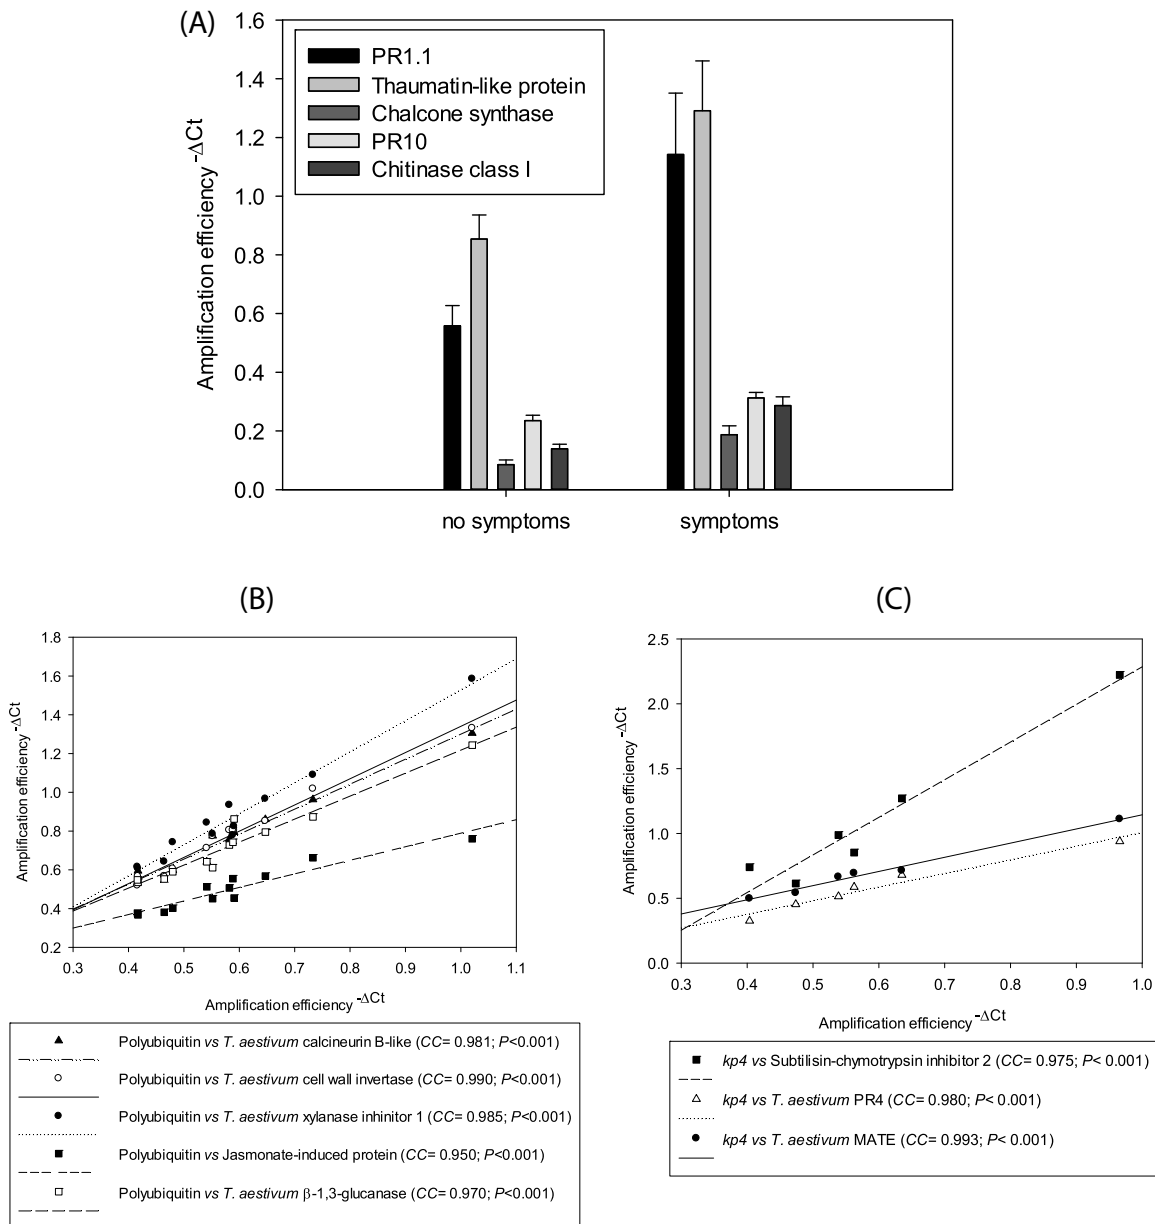 (A)
Amplification efficiency -ΔCt
1.6
1.4
1.2
1.0
0.8
0.6
0.4
0.2
0.0
PR1.1
Thaumatin-like protein
Chalcone synthase
PR10
Chitinase class I
no symptoms
symptoms
(B)
Amplification efficiency -ΔCt
1.8
1.6
1.4
1.2
1.0
0.8
0.6
0.4
0.2
0.3 0.4 0.5 0.6 0.7 0.8 0.9 1.0 1.1
Amplification efficiency -ΔCt
Polyubiquitin vs T. aestivum calcineurin B-like (CC= 0.981; P<0.001)
Polyubiquitin vs T. aestivum cell wall invertase (CC= 0.990; P<0.001)
Polyubiquitin vs T. aestivum xylanase inhinitor 1 (CC= 0.985; P<0.001)
Polyubiquitin vs Jasmonate-induced protein (CC= 0.950; P<0.001)
Polyubiquitin vs T. aestivum β-1,3-glucanase (CC= 0.970; P<0.001)
(C)
Amplification efficiency -ΔCt
2.5
2.0
1.5
1.0
0.5
0.0
0.3 0.4 0.5 0.6 0.7 0.8 0.9 1.0
Amplification efficiency -ΔCt
kp4 vs Subtilisin-chymotrypsin inhibitor 2 (CC= 0.975; P< 0.001)
kp4 vs T. aestivum PR4 (CC= 0.980; P< 0.001)
kp4 vs T. aestivum MATE (CC= 0.993; P< 0.001)